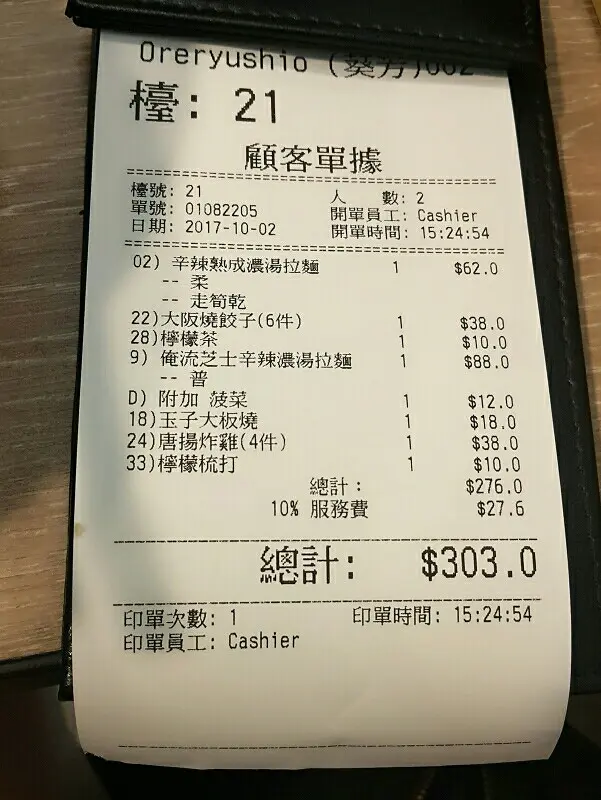 Oreryushio (葵芳)002
檯: 21
顧客單據
檯號: 21 人 數: 2
單號: 01082205 開單員工: Cashier
日期: 2017-10-02 開單時間: 15:24:54
02) 辛辣熟成濃湯拉麵 1 $62.0
-- 柔
-- 走筍乾
22)大阪燒餃子(6件) 1 $38.0
28)檸檬茶 1 $10.0
9) 俺流芝士辛辣濃湯拉麵 1 $88.0
-- 普
D) 附加 菠菜 1 $12.0
18)玉子大板燒 1 $18.0
24)唐揚炸雞(4件) 1 $38.0
33)檸檬梳打 1 $10.0
總計: $276.0
10% 服務費 $27.6
總計: $303.0
印單次數: 1 印單時間: 15:24:54
印單員工: Cashier